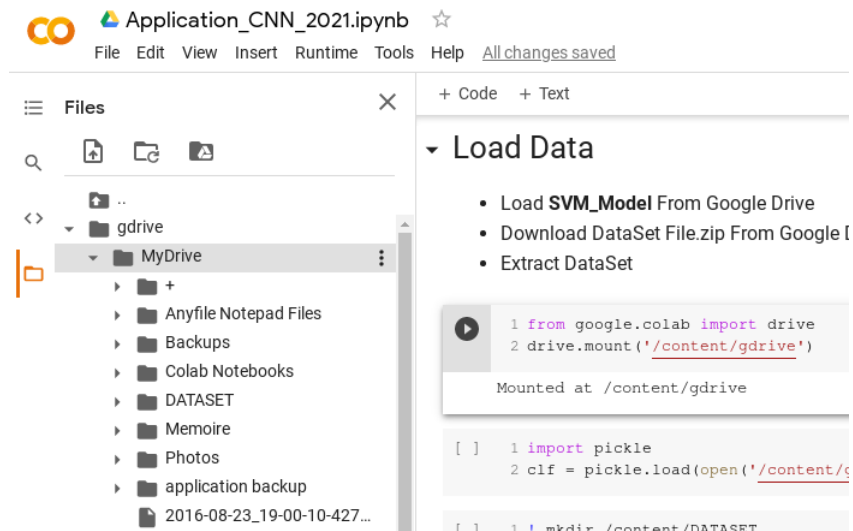 CO Application_CNN_2021.ipynb
File Edit View Insert Runtime Tools Help All changes saved
Files
..
gdrive
MyDrive
+
Anyfile Notepad Files
Backups
Colab Notebooks
DATASET
Memoire
Photos
application backup
2016-08-23_19-00-10-427…
+ Code + Text
Load Data
• Load SVM_Model From Google Drive
• Download DataSet File.zip From Google
• Extract DataSet
1 from google.colab import drive
2 drive.mount('/content/gdrive')
Mounted at /content/gdrive
[ ] 1 import pickle
2 clf = pickle.load(open('/content/g
[ ] 1 ! mkdir /content/DATASET